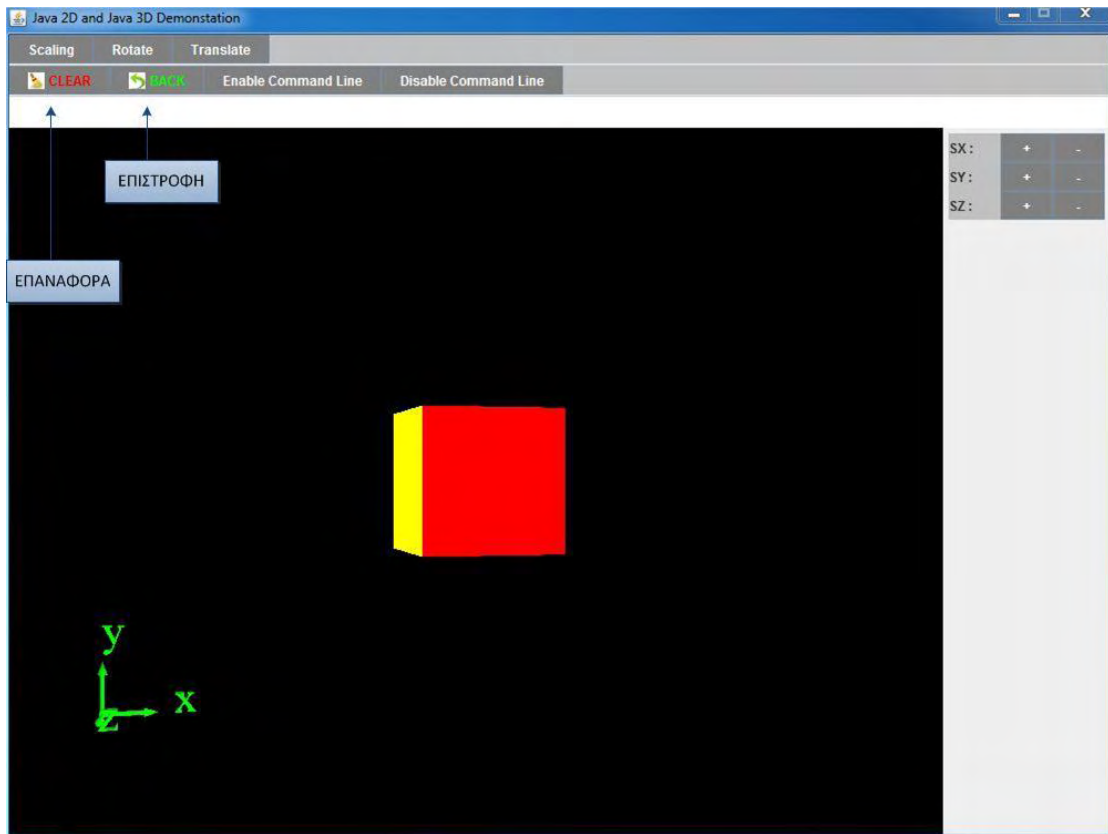 Java 2D and Java 3D Demonstation
Scaling Rotate Translate
CLEAR BACK Enable Command Line Disable Command Line
SX: + -
SY: + -
SZ: + -
ΕΠΙΣΤΡΟΦΗ
ΕΠΑΝΑΦΟΡΑ
y
x
z